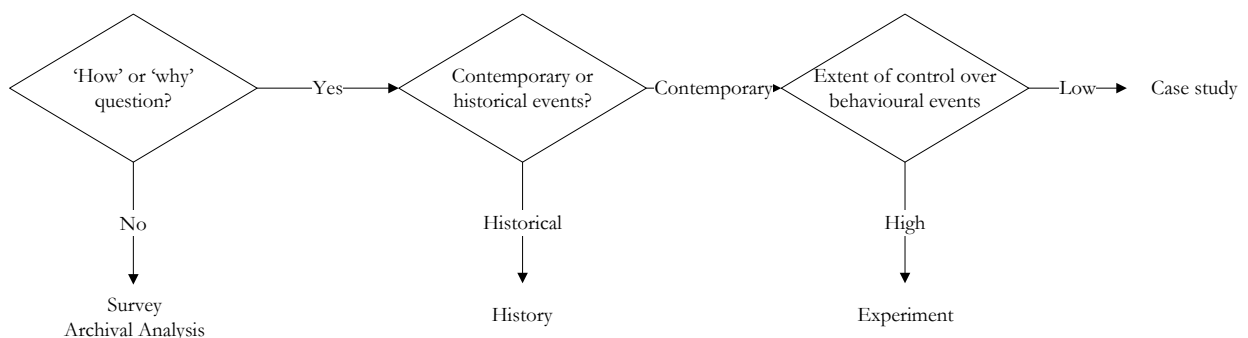 ‘How’ or ‘why’
question?
Yes
Contemporary or
historical events?
Contemporary
Extent of control over
behavioural events
Low
Case study
No
Historical
High
Survey
Archival Analysis
History
Experiment